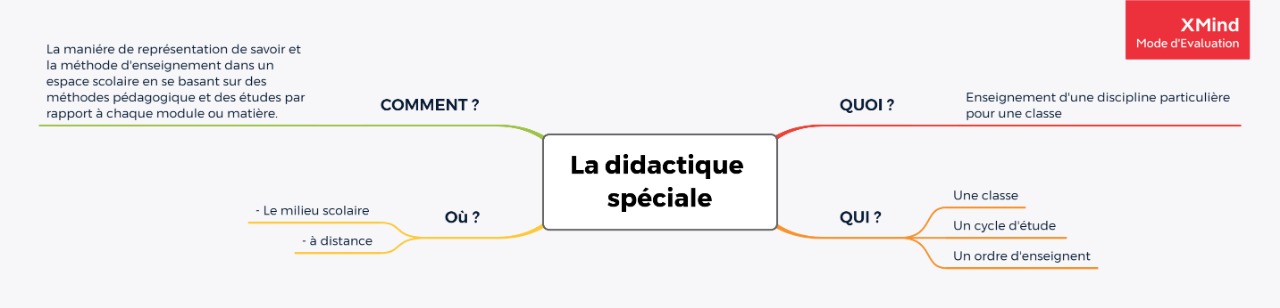 XMind
Mode d'Evaluation
La maniére de représentation de savoir et
la méthode d'enseignement dans un
espace scolaire en se basant sur des
méthodes pédagogique et des études par
rapport à chaque module ou matière.
COMMENT ?
QUOI ?
Enseignement d'une discipline particulière
pour une classe
La didactique
spéciale
- Le milieu scolaire
- à distance
Où ?
QUI ?
Une classe
Un cycle d'étude
Un ordre d'enseignent